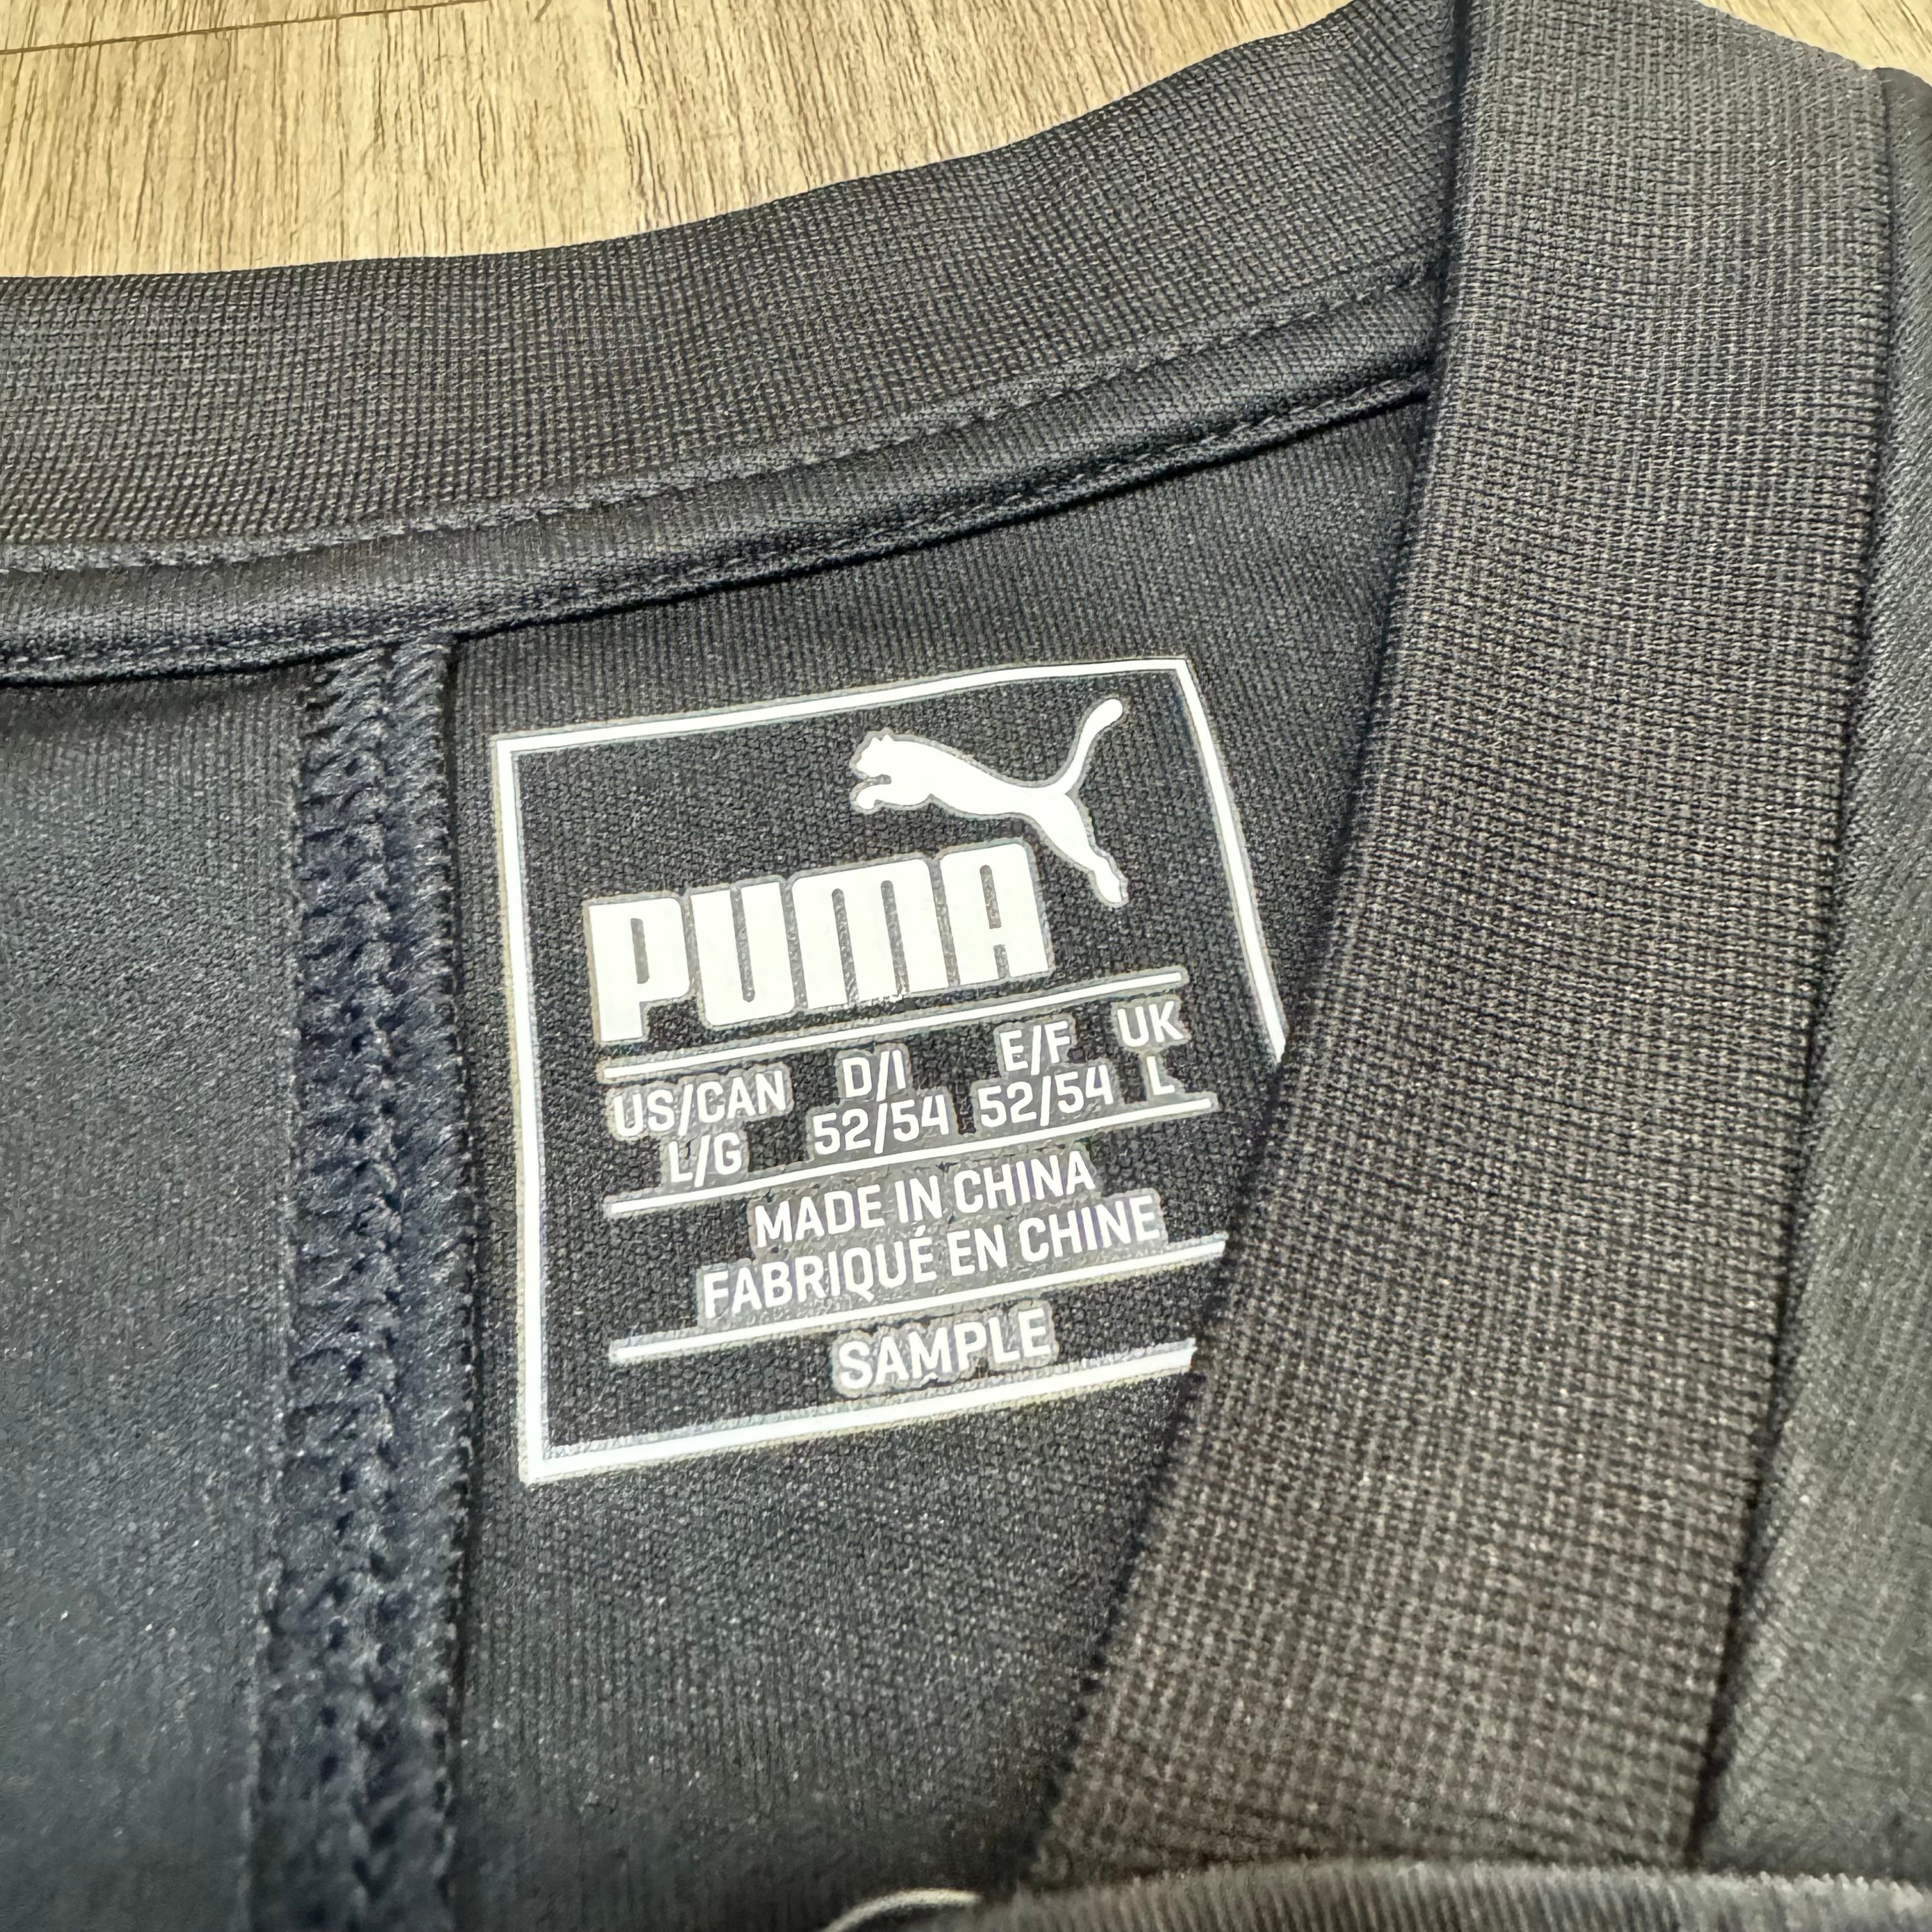 PUMA
US/CAN D/I E/F UK
L/G 52/54 52/54 L
MADE IN CHINA
FABRIQUÉ EN CHINE
SAMPLE